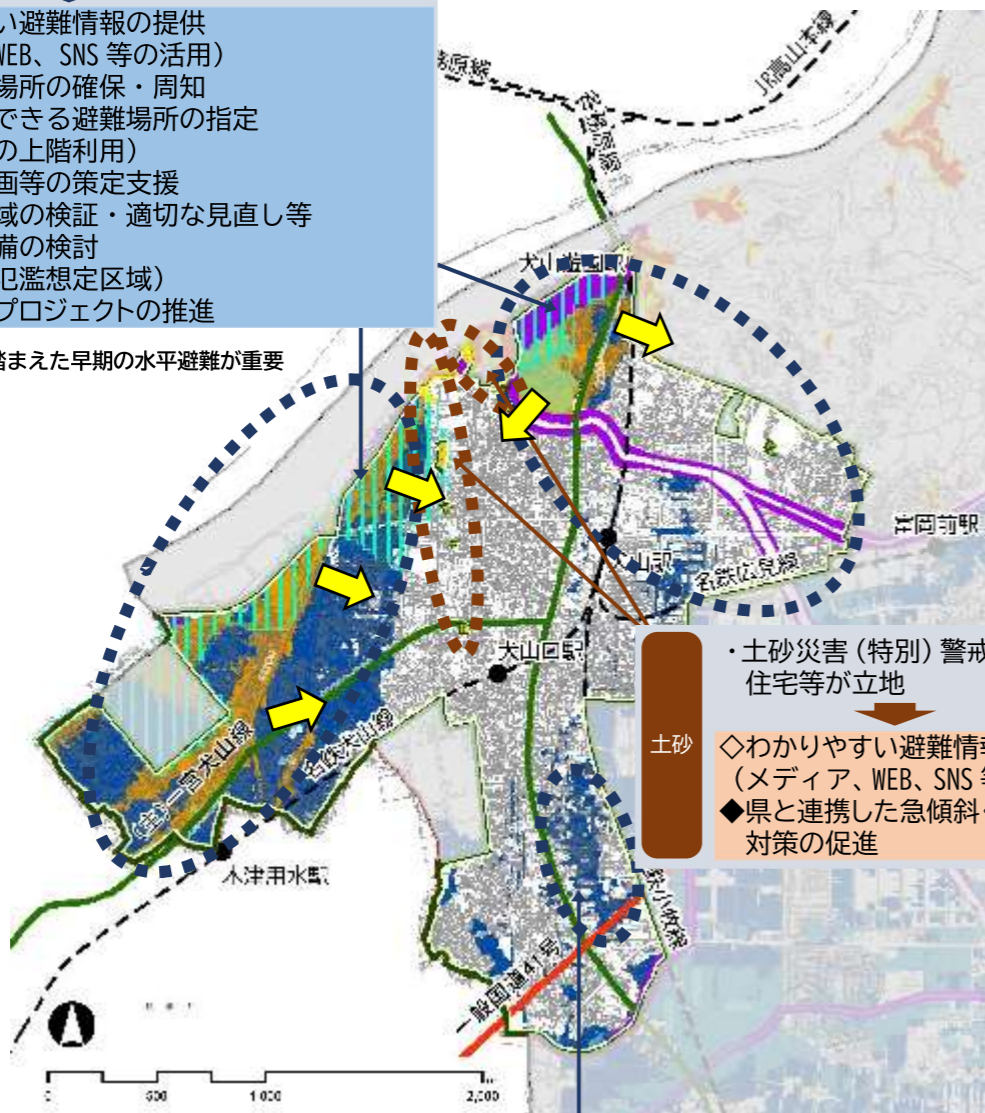 い避難情報の提供
WEB、SNS 等の活用）
場所の確保・周知
できる避難場所の指定
の上階利用）
画等の策定支援
域の検証・適切な見直し等
備の検討
氾濫想定区域）
プロジェクトの推進
踏まえた早期の水平避難が重要
JR高山本線
犬山遊園駅
犬山駅
名鉄広見線
犬山口駅
土砂
・土砂災害（特別）警戒
住宅等が立地
◇わかりやすい避難情報
（メディア、WEB、SNS 等
◆県と連携した急傾斜
対策の促進
(主)一宮犬山線
名鉄犬山線
木津用水駅
鉄小牧線
一般国道41号
0
500
1,000
2,000